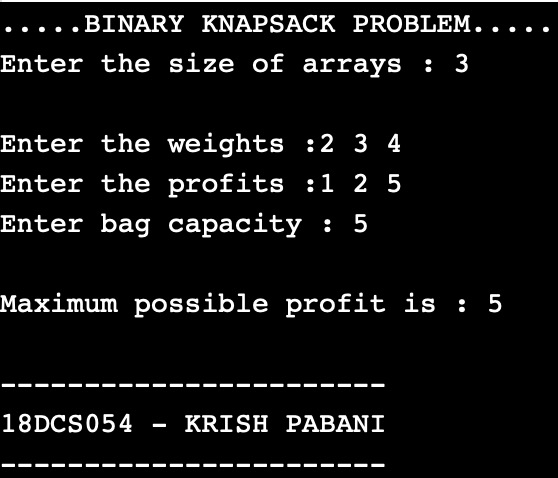 .....BINARY KNAPSACK PROBLEM.....
Enter the size of arrays : 3
Enter the weights :2 3 4
Enter the profits :1 2 5
Enter bag capacity : 5
Maximum possible profit is : 5
-----------------------
18DCS054 - KRISH PABANI
-----------------------